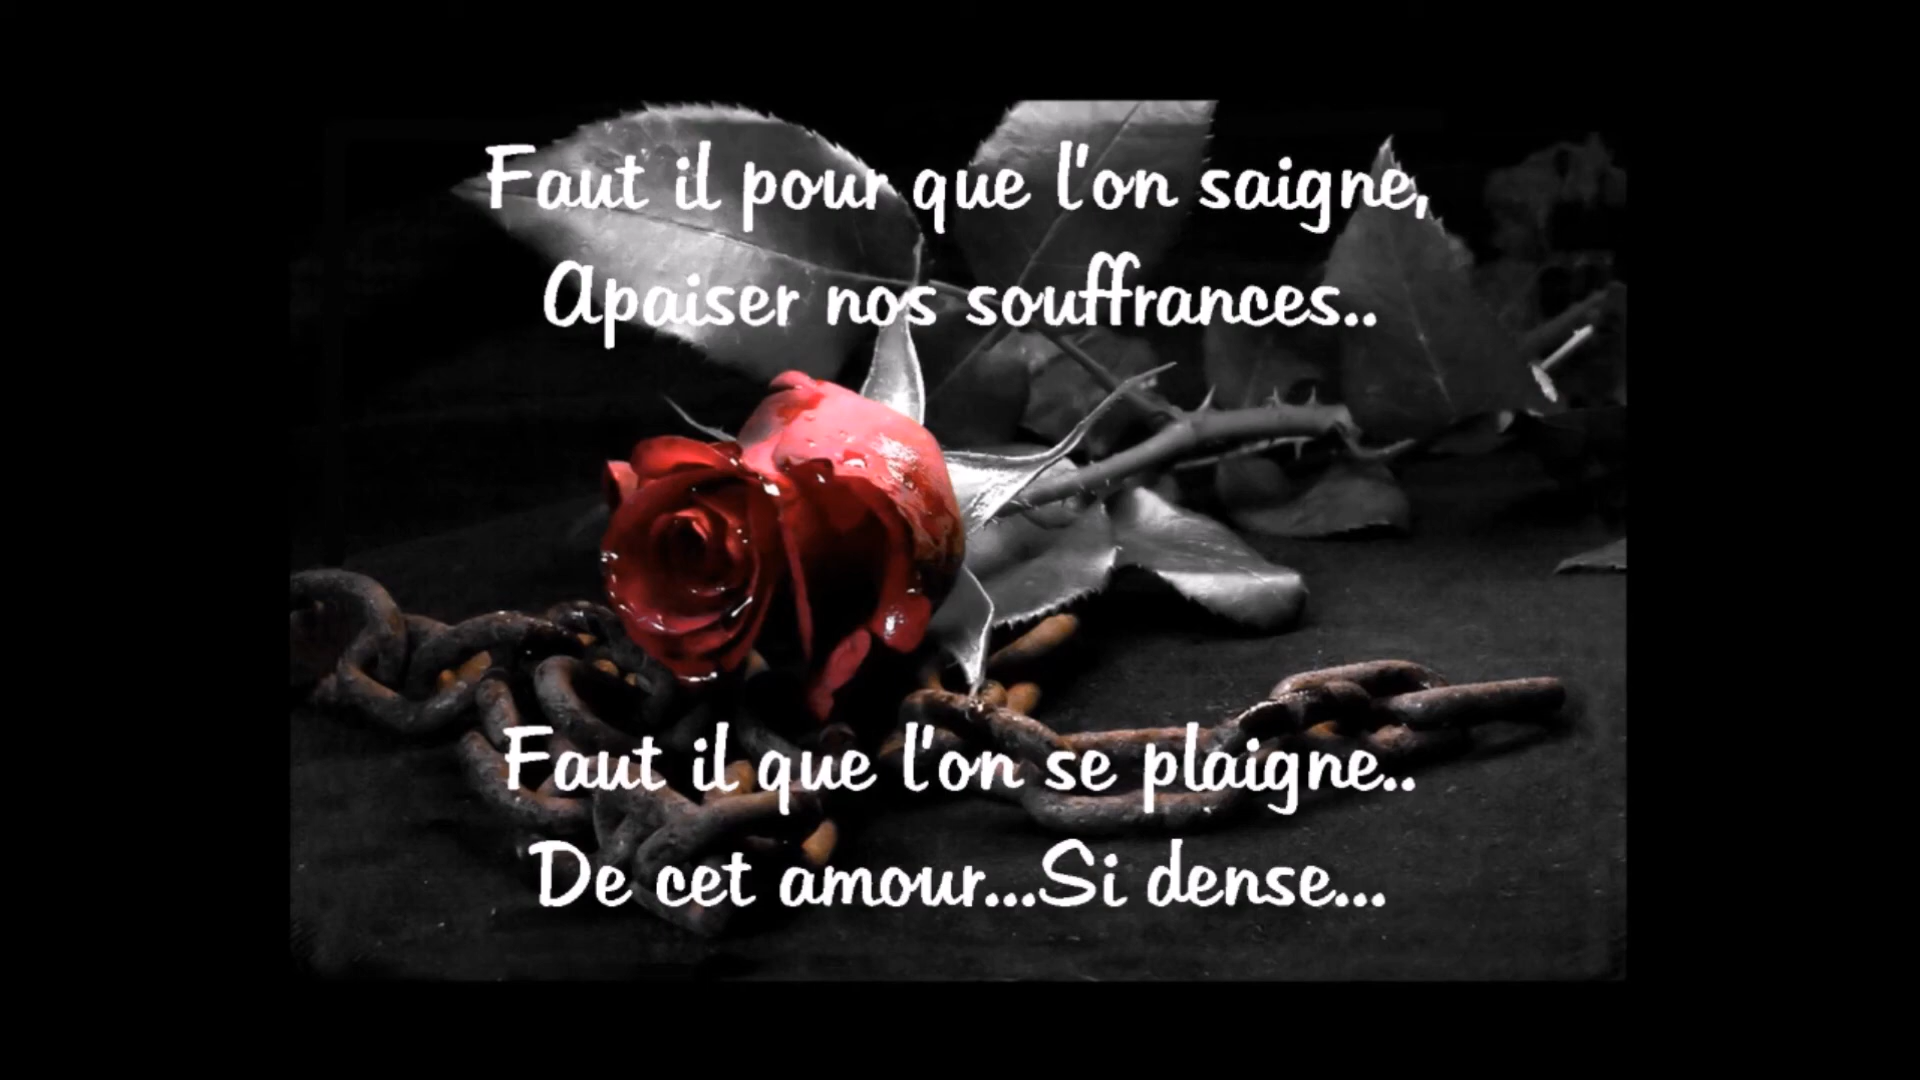 Faut il pour que l'on saigne,
Apaiser nos souffrances..
Faut il que l'on se plaigne..
De cet amour...Si dense...